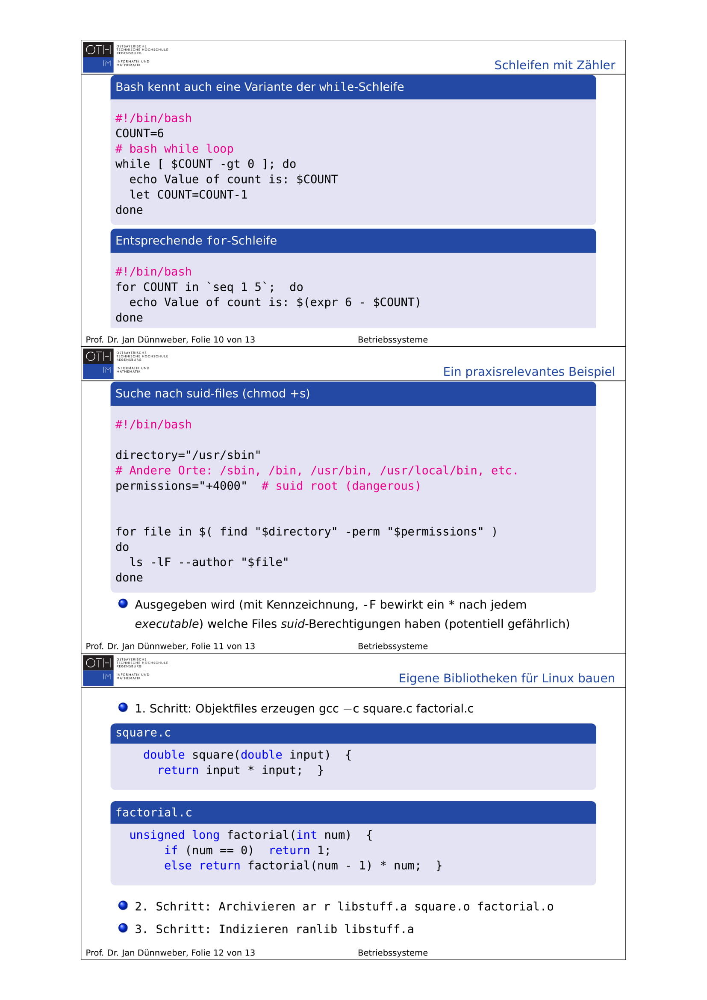 OTH
OSTBAYERISCHE
TECHNISCHE HOCHSCHULE
REGENSBURG
IM
INFORMATIK UND
MATHEMATIK
Schleifen mit Zähler
Bash kennt auch eine Variante der while-Schleife
#!/bin/bash
COUNT=6
# bash while loop
while [ $COUNT -gt 0 ]; do
  echo Value of count is: $COUNT
  let COUNT=COUNT-1
done
Entsprechende for-Schleife
#!/bin/bash
for COUNT in `seq 1 5`;  do
  echo Value of count is: $(expr 6 - $COUNT)
done
Prof. Dr. Jan Dünnweber, Folie 10 von 13 Betriebssysteme
OTH
OSTBAYERISCHE
TECHNISCHE HOCHSCHULE
REGENSBURG
IM
INFORMATIK UND
MATHEMATIK
Ein praxisrelevantes Beispiel
Suche nach suid-files (chmod +s)
#!/bin/bash
directory="/usr/sbin"
# Andere Orte: /sbin, /bin, /usr/bin, /usr/local/bin, etc.
permissions="+4000"  # suid root (dangerous)
for file in $( find "$directory" -perm "$permissions" )
do
  ls -lF --author "$file"
done
Ausgegeben wird (mit Kennzeichnung, -F bewirkt ein * nach jedem
executable) welche Files suid-Berechtigungen haben (potentiell gefährlich)
Prof. Dr. Jan Dünnweber, Folie 11 von 13 Betriebssysteme
OTH
OSTBAYERISCHE
TECHNISCHE HOCHSCHULE
REGENSBURG
IM
INFORMATIK UND
MATHEMATIK
Eigene Bibliotheken für Linux bauen
1. Schritt: Objektfiles erzeugen gcc −c square.c factorial.c
square.c
    double square(double input)  {
      return input * input;  }
factorial.c
  unsigned long factorial(int num)  {
       if (num == 0)  return 1;
       else return factorial(num - 1) * num;  }
2. Schritt: Archivieren ar r libstuff.a square.o factorial.o
3. Schritt: Indizieren ranlib libstuff.a
Prof. Dr. Jan Dünnweber, Folie 12 von 13 Betriebssysteme